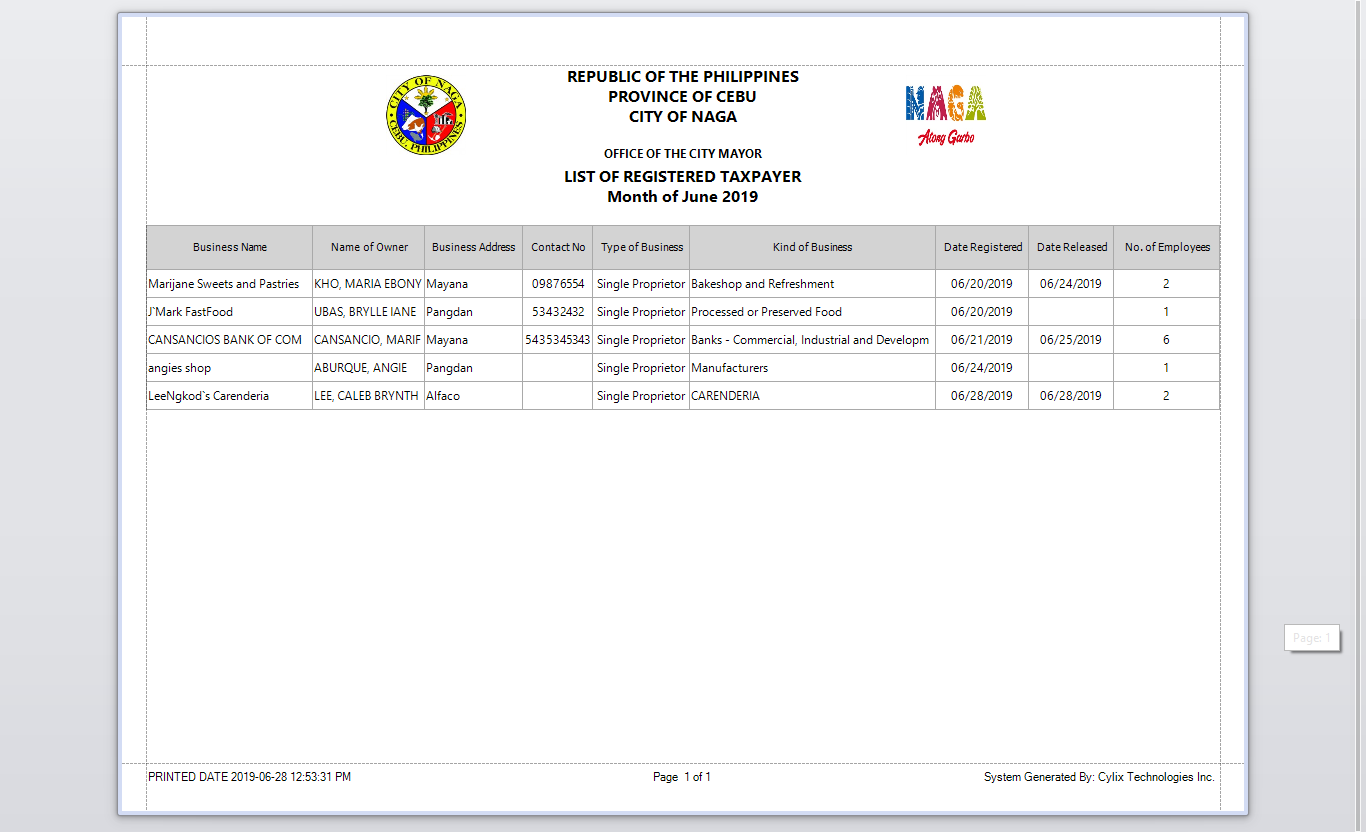 CITY OF NAGA
CEBU, PHILIPPINES
REPUBLIC OF THE PHILIPPINES
PROVINCE OF CEBU
CITY OF NAGA
NAGA
Atong Garbo
OFFICE OF THE CITY MAYOR
LIST OF REGISTERED TAXPAYER
Month of June 2019
Business Name Name of Owner Business Address Contact No Type of Business Kind of Business Date Registered Date Released No. of Employees
Marijane Sweets and Pastries KHO, MARIA EBONY Mayana 09876554 Single Proprietor Bakeshop and Refreshment 06/20/2019 06/24/2019 2
J`Mark FastFood UBAS, BRYLLE IANE Pangdan 53432432 Single Proprietor Processed or Preserved Food 06/20/2019 1
CANSANCIOS BANK OF COM CANSANCIO, MARIF Mayana 5435345343 Single Proprietor Banks - Commercial, Industrial and Developm 06/21/2019 06/25/2019 6
angies shop ABURQUE, ANGIE Pangdan Single Proprietor Manufacturers 06/24/2019 1
LeeNgkod`s Carenderia LEE, CALEB BRYNTH Alfaco Single Proprietor CARENDERIA 06/28/2019 06/28/2019 2
Page: 1
PRINTED DATE 2019-06-28 12:53:31 PM Page 1 of 1 System Generated By: Cylix Technologies Inc.